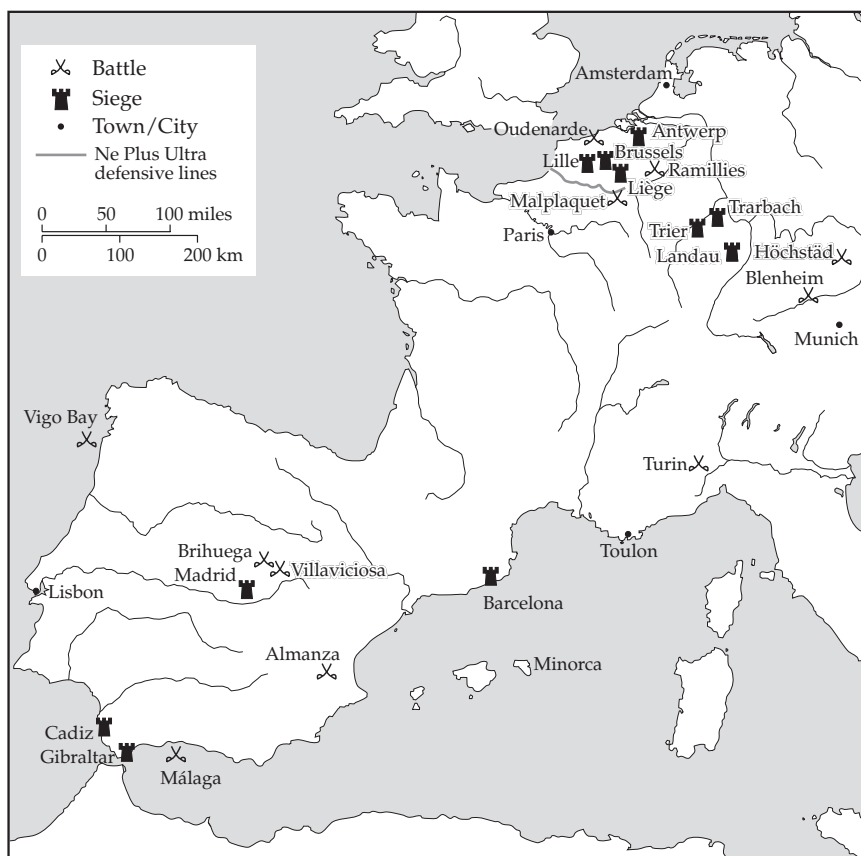 Battle
Siege
Town/City
Ne Plus Ultra
defensive lines
0 50 100 miles
0 100 200 km
Amsterdam
Oudenarde
Antwerp
Lille
Brussels
Ramillies
Liège
Malplaquet
Trarbach
Paris
Trier
Landau
Höchstäd
Blenheim
Munich
Vigo Bay
Turin
Toulon
Brihuega
Madrid
Villaviciosa
Lisbon
Barcelona
Almanza
Minorca
Cadiz
Gibraltar
Málaga